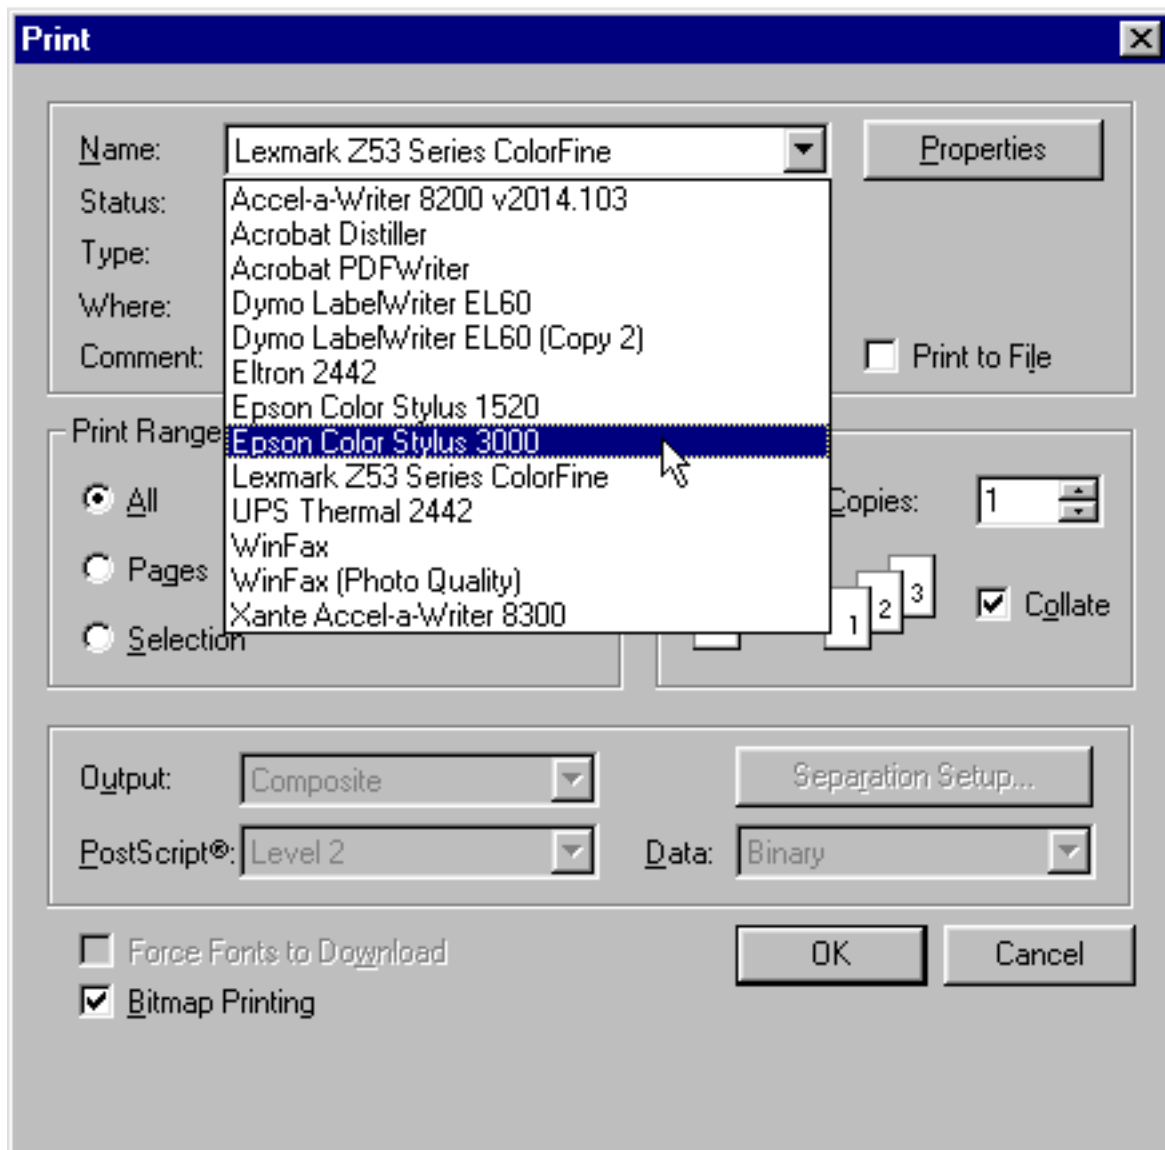 Print
Name:
Lexmark Z53 Series ColorFine
Properties
Status:
Type:
Where:
Comment:
Accel-a-Writer 8200 v2014.103
Acrobat Distiller
Acrobat PDFWriter
Dymo LabelWriter EL60
Dymo LabelWriter EL60 (Copy 2)
Eltron 2442
Epson Color Stylus 1520
Epson Color Stylus 3000
Lexmark Z53 Series ColorFine
UPS Thermal 2442
WinFax
WinFax (Photo Quality)
Xante Accel-a-Writer 8300
Print to File
Print Range
All
Pages
Selection
Copies:
1
1 2 3
Collate
Output:
Composite
Separation Setup...
PostScript®:
Level 2
Data:
Binary
Force Fonts to Download
Bitmap Printing
OK
Cancel